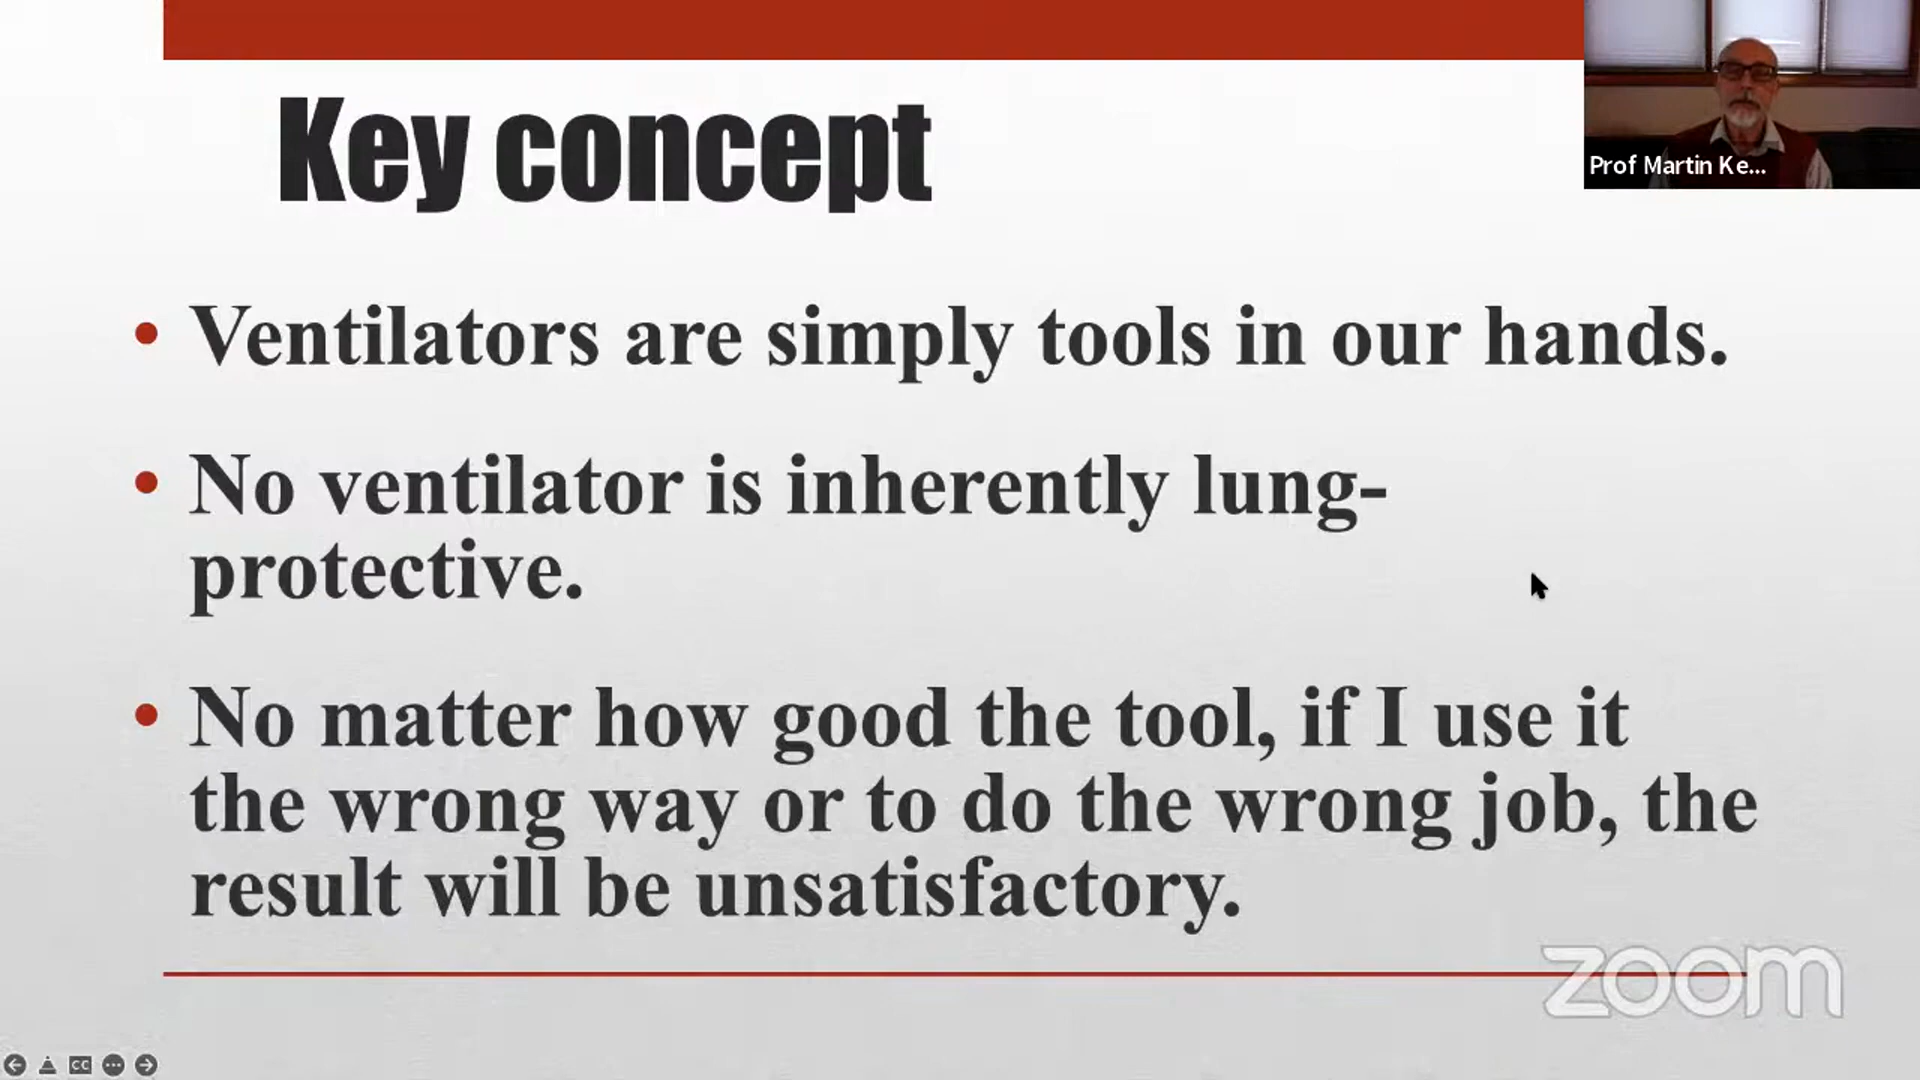 Key concept
Prof Martin Ke...
• Ventilators are simply tools in our hands.
• No ventilator is inherently lung-
protective.
• No matter how good the tool, if I use it
the wrong way or to do the wrong job, the
result will be unsatisfactory.
zoom
CC